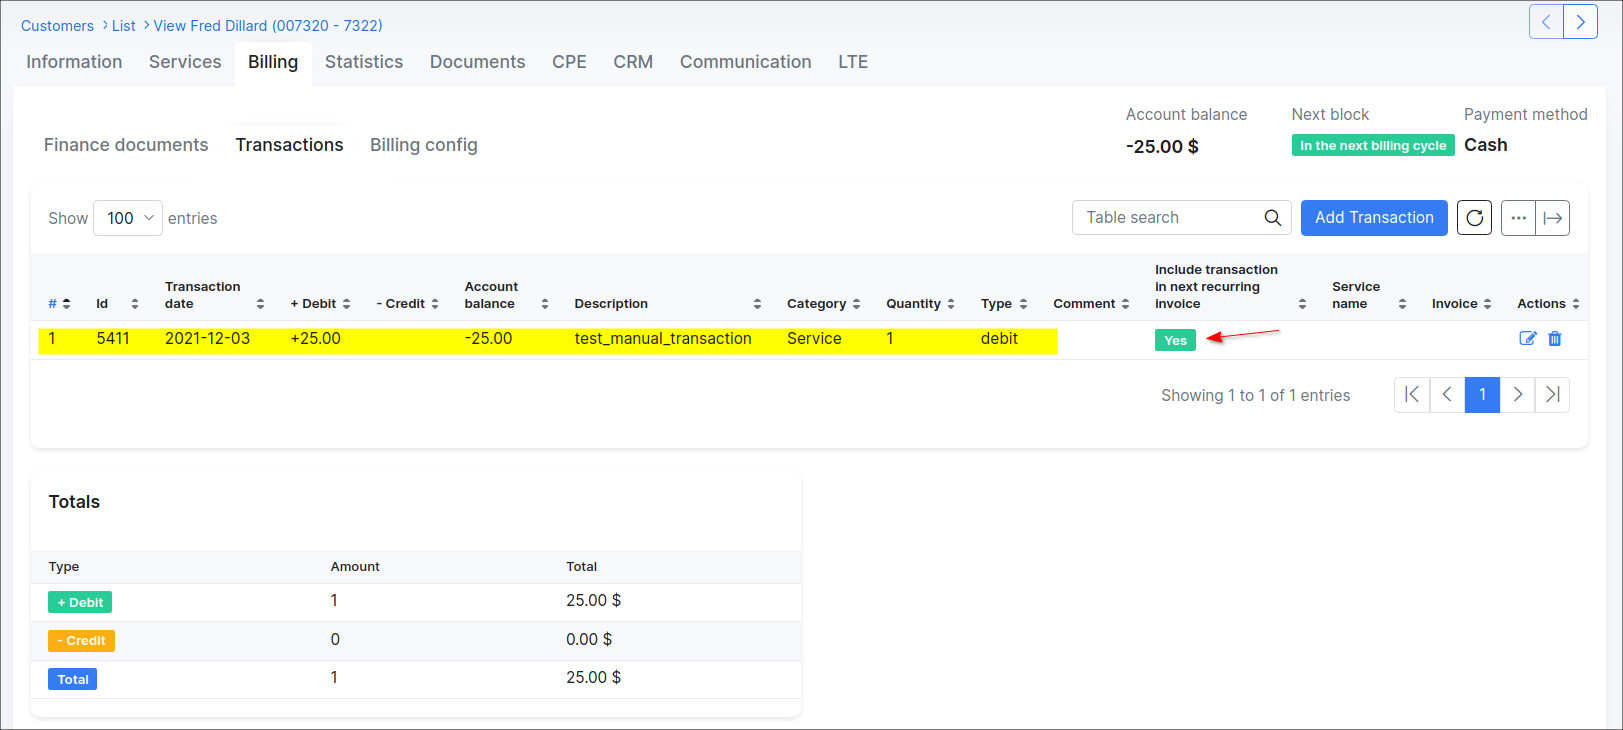 Customers > List > View Fred Dillard (007320 - 7322)
Information Services Billing Statistics Documents CPE CRM Communication LTE
Account balance Next block Payment method
-25.00 $ In the next billing cycle Cash
Finance documents Transactions Billing config
Show 100 entries Table search Add Transaction
# Id Transaction date + Debit - Credit Account balance Description Category Quantity Type Comment Include transaction in next recurring invoice Service name Invoice Actions
1 5411 2021-12-03 +25.00 -25.00 test_manual_transaction Service 1 debit Yes
Showing 1 to 1 of 1 entries 1
Totals
Type Amount Total
+ Debit 1 25.00 $
- Credit 0 0.00 $
Total 1 25.00 $